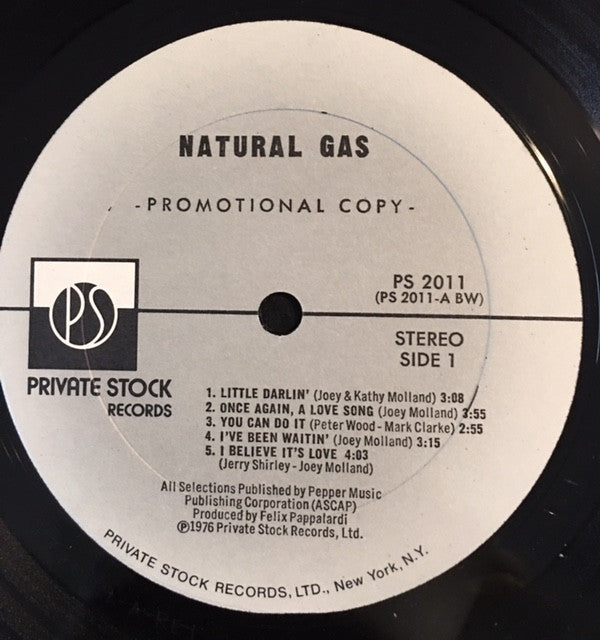 NATURAL GAS
-PROMOTIONAL COPY-
PS 2011
(PS 2011-A BW)
PS
STEREO
SIDE 1
PRIVATE STOCK
RECORDS
1. LITTLE DARLIN' (Joey & Kathy Molland) 3:08
2. ONCE AGAIN, A LOVE SONG (Joey Molland) 3:55
3. YOU CAN DO IT (Peter Wood - Mark Clarke) 2:55
4. I'VE BEEN WAITIN' (Joey Molland) 3:15
5. I BELIEVE IT'S LOVE 4:03
(Jerry Shirley - Joey Molland)
All Selections Published by Pepper Music
Publishing Corporation (ASCAP)
Produced by Felix Pappalardi
℗1976 Private Stock Records, Ltd.
PRIVATE STOCK RECORDS, LTD., New York, N.Y.